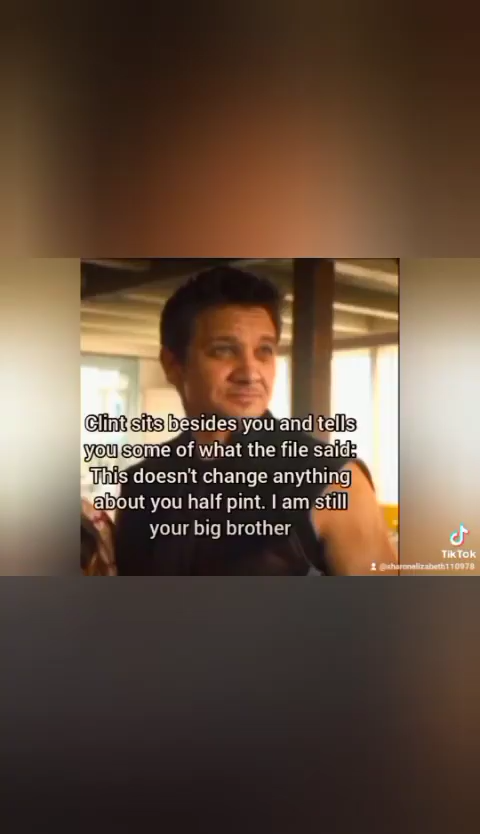 Clint sits besides you and tells
you some of what the file said:
This doesn't change anything
about you half pint. I am still
your big brother
TikTok
@sharonelizabeth110978